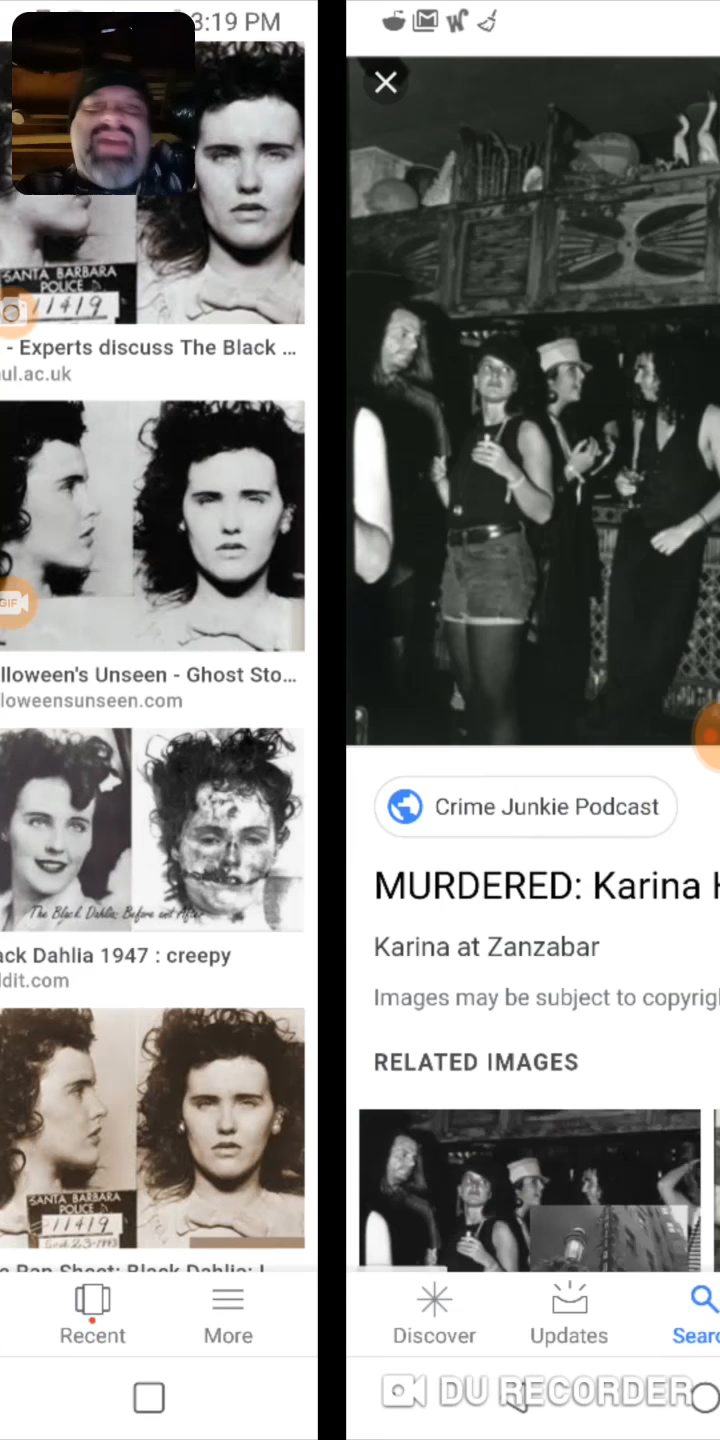 3:19 PM
SANTA BARBARA
POLICE
11419
- Experts discuss The Black ...
ul.ac.uk
GIF
lloween's Unseen - Ghost Sto...
loweensunseen.com
The Black Dahlia: Before and After
ack Dahlia 1947 : creepy
ddit.com
SANTA BARBARA
POLICE
11419
Recent
More
Crime Junkie Podcast
MURDERED: Karina H
Karina at Zanzabar
Images may be subject to copyrig
RELATED IMAGES
Discover
Updates
Searc
DU RECORDER